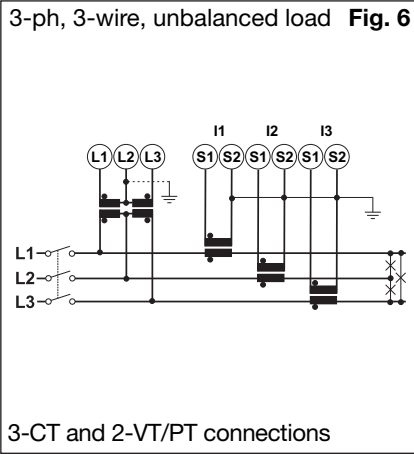 3-ph, 3-wire, unbalanced load Fig. 6
I1 I2 I3
L1 L2 L3 S1 S2 S1 S2 S1 S2
L1
L2
L3
3-CT and 2-VT/PT connections